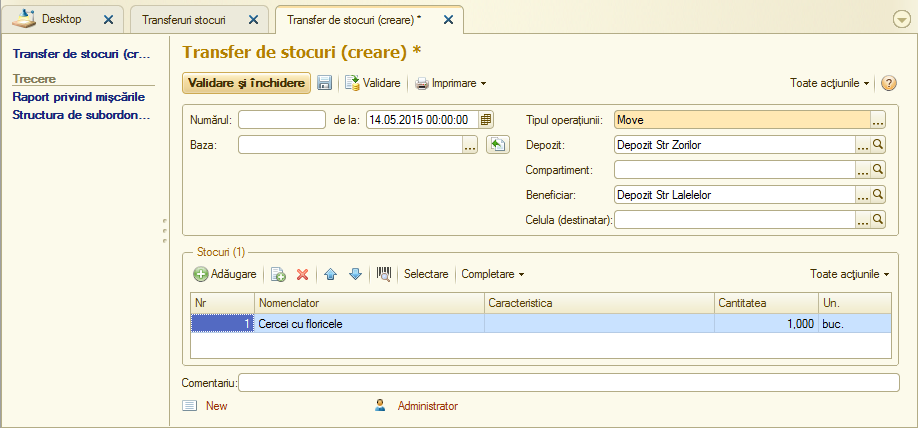 Desktop
Transferuri stocuri
Transfer de stocuri (creare) *
Transfer de stocuri (cr...
Trecere
Raport privind mişcările
Structura de subordon...
Transfer de stocuri (creare) *
Validare şi închidere
Validare
Imprimare
Toate acţiunile
?
Numărul:
de la: 14.05.2015 00:00:00
Tipul operaţiunii: Move ...
Baza: ...
Depozit: Depozit Str Zorilor ...
Compartiment: ...
Beneficiar: Depozit Str Lalelelor ...
Celula (destinatar): ...
Stocuri (1)
Adăugare
Selectare
Completare
Toate acţiunile
Nr Nomenclator Caracteristica Cantitatea Un.
1 Cercei cu floricele 1,000 buc.
Comentariu:
New
Administrator